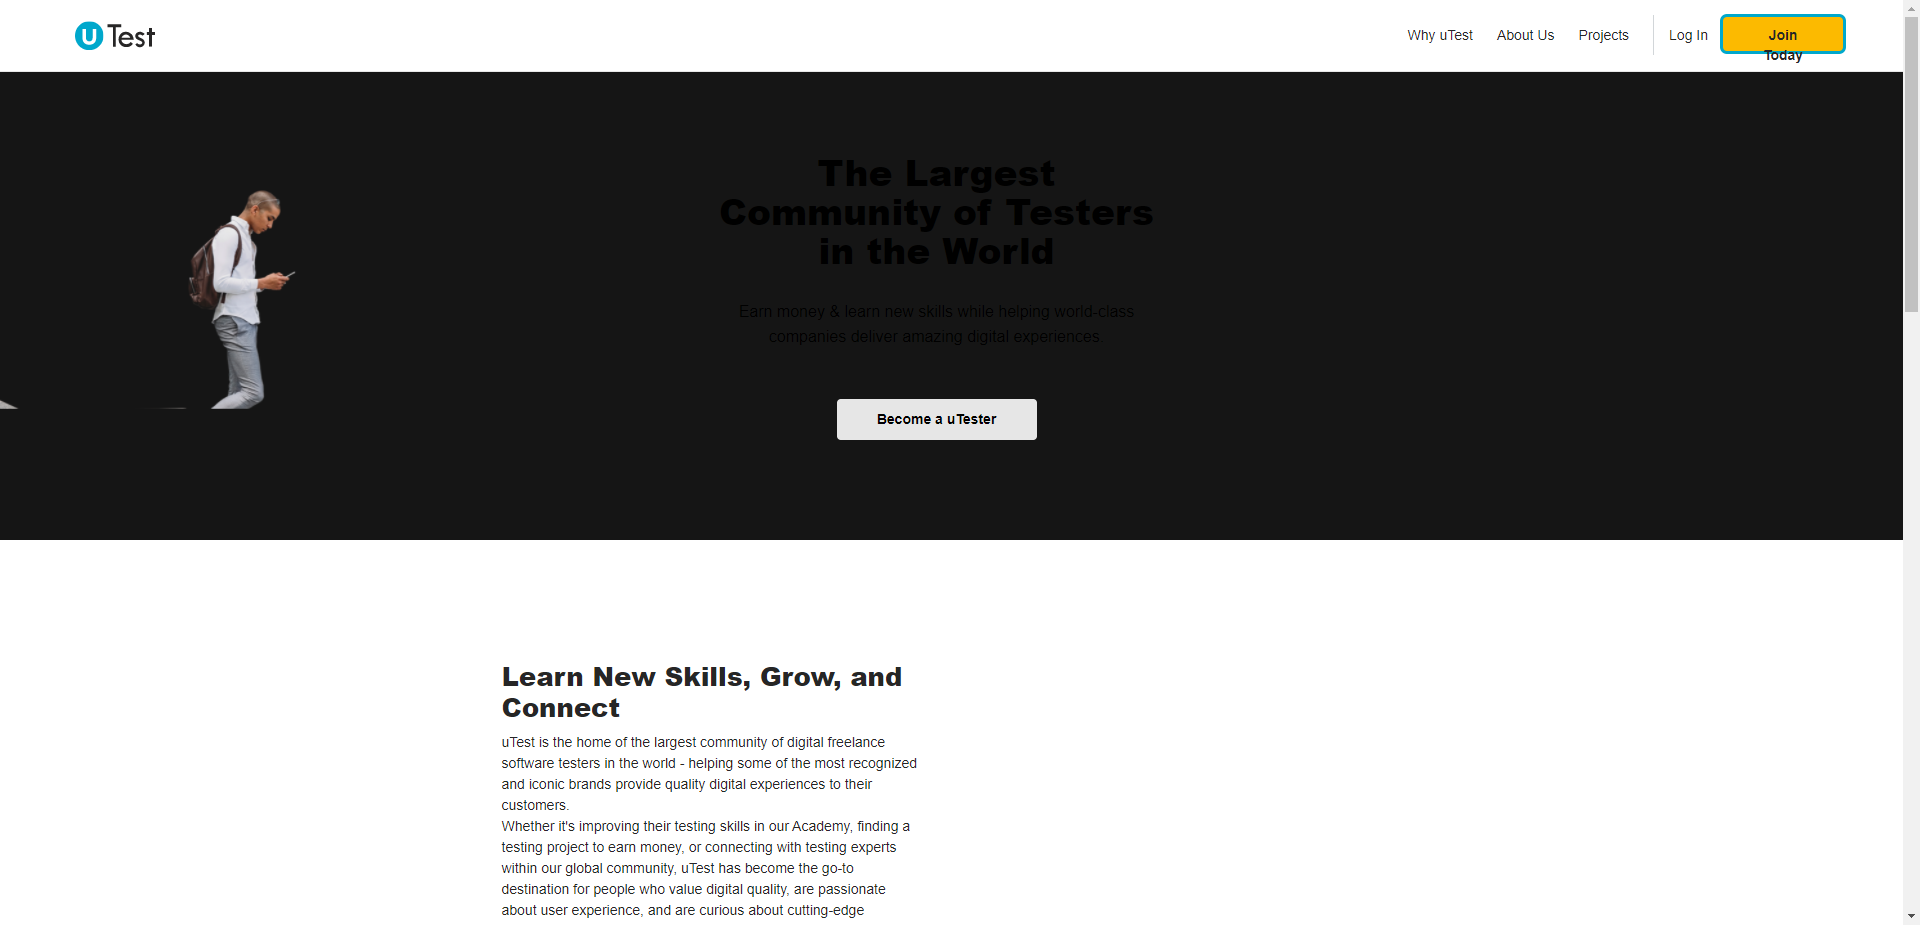 uTest
Why uTest
About Us
Projects
Log In
Join
Today
The Largest
Community of Testers
in the World
Earn money & learn new skills while helping world-class
companies deliver amazing digital experiences.
Become a uTester
Learn New Skills, Grow, and
Connect
uTest is the home of the largest community of digital freelance
software testers in the world - helping some of the most recognized
and iconic brands provide quality digital experiences to their
customers.
Whether it's improving their testing skills in our Academy, finding a
testing project to earn money, or connecting with testing experts
within our global community, uTest has become the go-to
destination for people who value digital quality, are passionate
about user experience, and are curious about cutting-edge